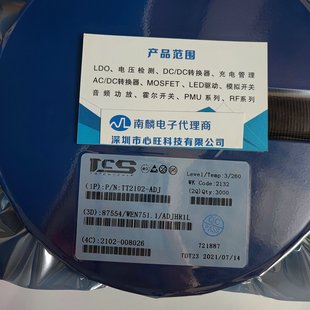 产品范围
LDO、电压检测、DC/DC转换器、充电管理
AC/DC转换器、MOSFET、LED驱动、模拟开关
音频功放、霍尔开关、PMU系列、RF系列
南麟电子代理商
深圳市心旺科技有限公司
Level/Temp:3/260
WK Code:2132
(1P):P/N:TT2102-ADJ
(2Q)Qty:3000
(3D):87554/WEN751.1/ADJHR1L
(4C):2102-008026
721887
TDT23 2021/07/14